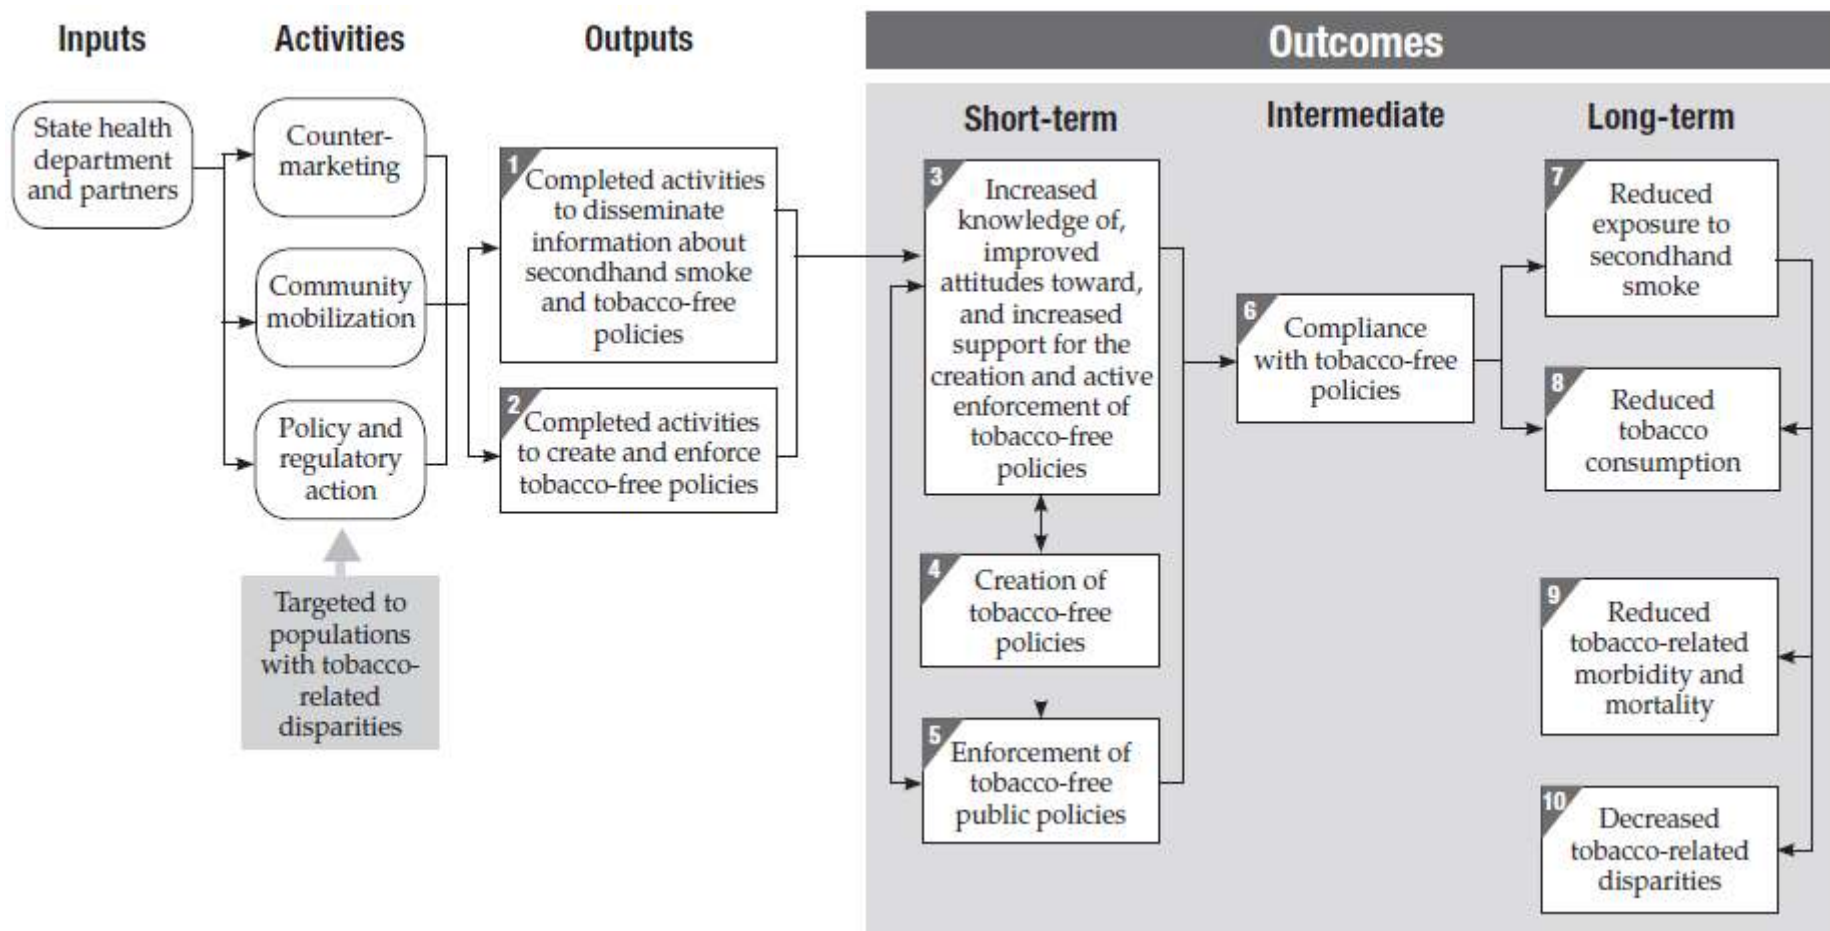 Inputs
Activities
Outputs
Outcomes
Short-term
Intermediate
Long-term
State health
department
and partners
Counter-
marketing
Community
mobilization
Policy and
regulatory
action
Targeted to
populations
with tobacco-
related
disparities
1
Completed activities
to disseminate
information about
secondhand smoke
and tobacco-free
policies
2
Completed activities
to create and enforce
tobacco-free policies
3
Increased
knowledge of,
improved
attitudes toward,
and increased
support for the
creation and active
enforcement of
tobacco-free
policies
4
Creation of
tobacco-free
policies
5
Enforcement of
tobacco-free
public policies
6
Compliance
with tobacco-free
policies
7
Reduced
exposure to
secondhand
smoke
8
Reduced
tobacco
consumption
9
Reduced
tobacco-related
morbidity and
mortality
10
Decreased
tobacco-related
disparities